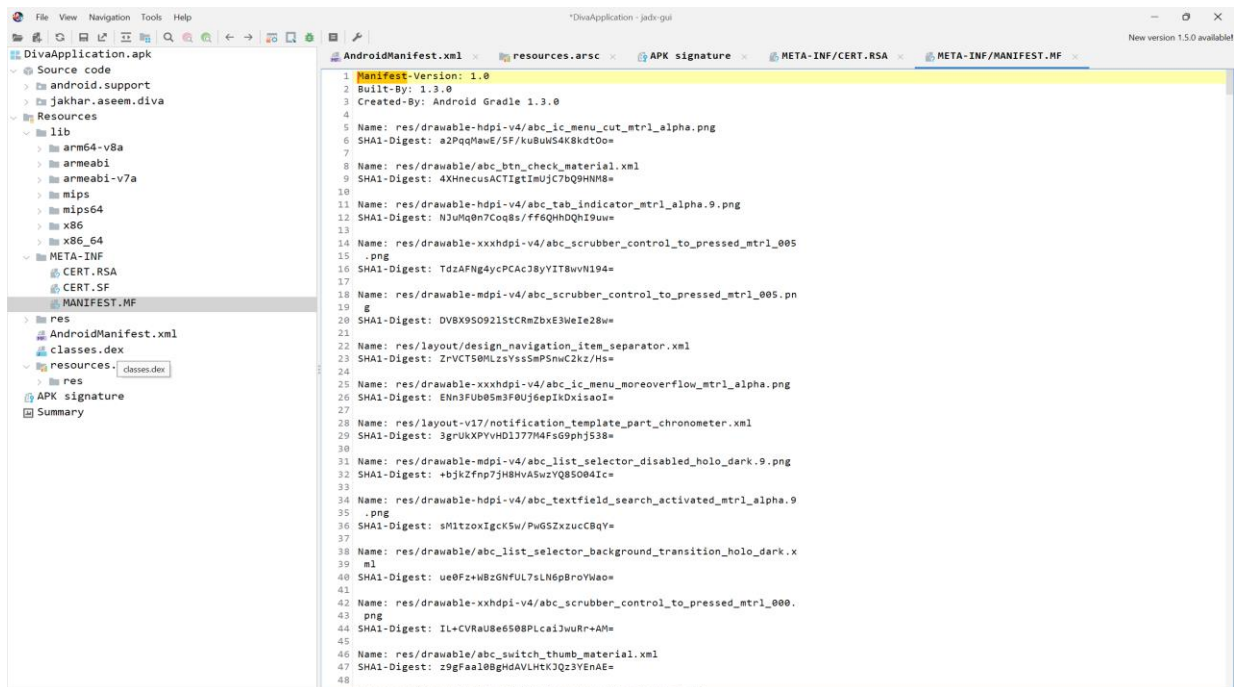 File View Navigation Tools Help
*DivaApplication - jadx-gui
New version 1.5.0 available!
DivaApplication.apk
Source code
android.support
jakhar.aseem.diva
Resources
lib
arm64-v8a
armeabi
armeabi-v7a
mips
mips64
x86
x86_64
META-INF
CERT.RSA
CERT.SF
MANIFEST.MF
res
AndroidManifest.xml
classes.dex
resources.
classes.dex
res
APK signature
Summary
AndroidManifest.xml × resources.arsc × APK signature × META-INF/CERT.RSA × META-INF/MANIFEST.MF ×
1 Manifest-Version: 1.0
2 Built-By: 1.3.0
3 Created-By: Android Gradle 1.3.0
4
5 Name: res/drawable-hdpi-v4/abc_ic_menu_cut_mtrl_alpha.png
6 SHA1-Digest: a2PqqMawE/5F/kuBuWS4K8kdtOo=
7
8 Name: res/drawable/abc_btn_check_material.xml
9 SHA1-Digest: 4XHnecusACTIgtImUjC7bQ9HNM8=
10
11 Name: res/drawable-hdpi-v4/abc_tab_indicator_mtrl_alpha.9.png
12 SHA1-Digest: NJuMq0n7Coq8s/ff6QHhDQhI9uw=
13
14 Name: res/drawable-xxxhdpi-v4/abc_scrubber_control_to_pressed_mtrl_005
15 .png
16 SHA1-Digest: TdzAFNg4ycPCAcJ8yYIT8wvN194=
17
18 Name: res/drawable-mdpi-v4/abc_scrubber_control_to_pressed_mtrl_005.pn
19 g
20 SHA1-Digest: DVBX9SO921StCRmZbxE3WeIe28w=
21
22 Name: res/layout/design_navigation_item_separator.xml
23 SHA1-Digest: ZrVCT50MLzsYssSmPSnwC2kz/Hs=
24
25 Name: res/drawable-xxxhdpi-v4/abc_ic_menu_moreoverflow_mtrl_alpha.png
26 SHA1-Digest: ENn3FUb05m3F0Uj6epIkDxisaoI=
27
28 Name: res/layout-v17/notification_template_part_chronometer.xml
29 SHA1-Digest: 3grUkXPYvHDlJ77M4FsG9phj538=
30
31 Name: res/drawable-mdpi-v4/abc_list_selector_disabled_holo_dark.9.png
32 SHA1-Digest: +bjkZfnp7jH8HvA5wzYQ85O04Ic=
33
34 Name: res/drawable-hdpi-v4/abc_textfield_search_activated_mtrl_alpha.9
35 .png
36 SHA1-Digest: sM1tzoxIgcK5w/PwGSZxzucCBqY=
37
38 Name: res/drawable/abc_list_selector_background_transition_holo_dark.x
39 ml
40 SHA1-Digest: ue0Fz+WBzGNfUL7sLN6pBroYWao=
41
42 Name: res/drawable-xxhdpi-v4/abc_scrubber_control_to_pressed_mtrl_000.
43 png
44 SHA1-Digest: IL+CVRaU8e6508PLcaiJwuRr+AM=
45
46 Name: res/drawable/abc_switch_thumb_material.xml
47 SHA1-Digest: z9gFaal0BgHdAVLHtKJQz3YEnAE=
48